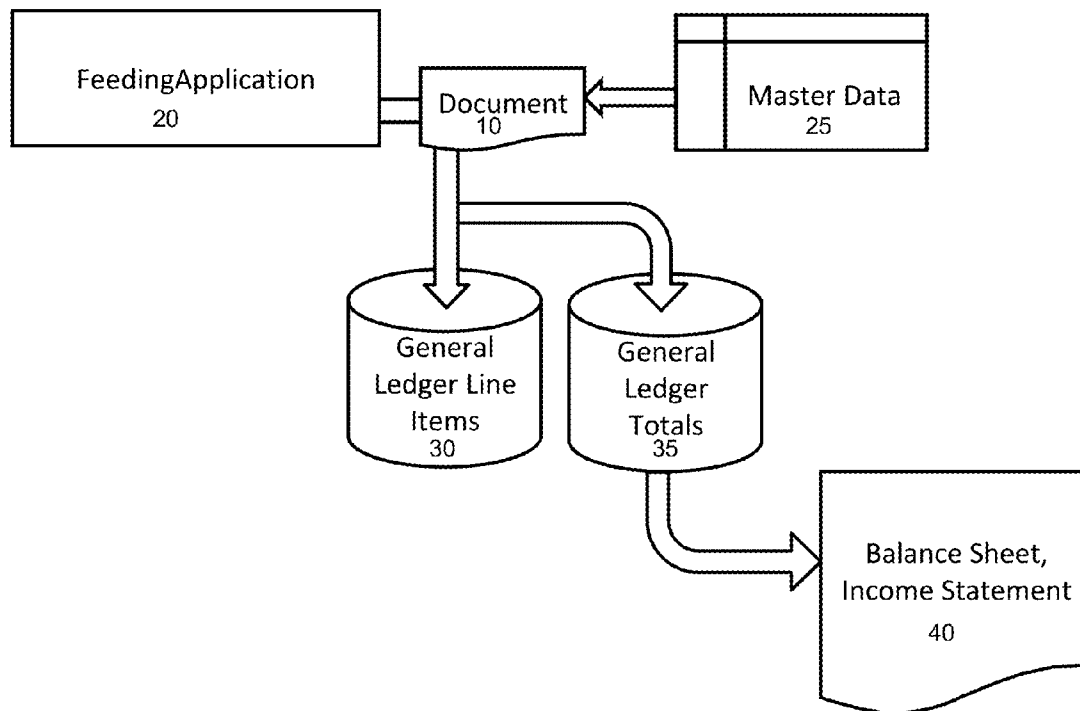 FeedingApplication
20
Document
10
Master Data
25
General
Ledger Line
Items
30
General
Ledger
Totals
35
Balance Sheet,
Income Statement
40